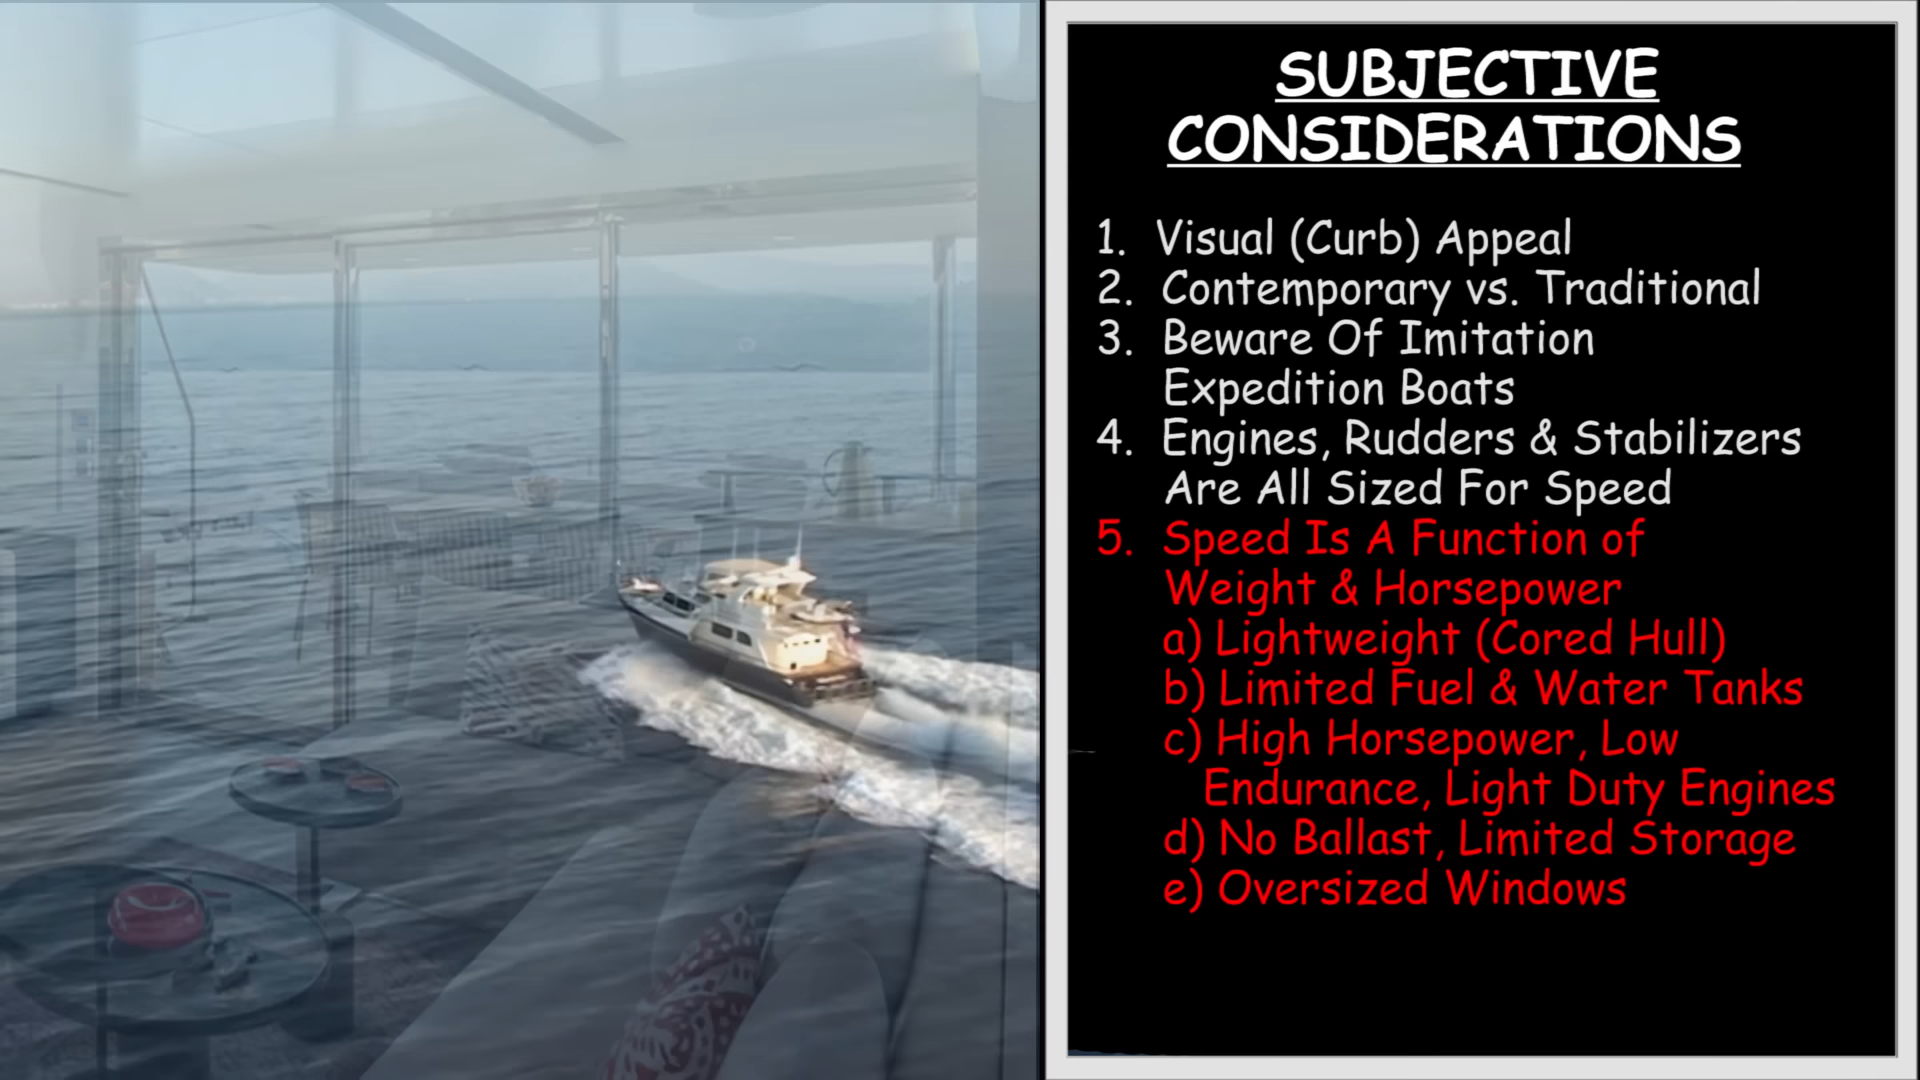 SUBJECTIVE
CONSIDERATIONS
1. Visual (Curb) Appeal
2. Contemporary vs. Traditional
3. Beware Of Imitation
Expedition Boats
4. Engines, Rudders & Stabilizers
Are All Sized For Speed
5. Speed Is A Function of
Weight & Horsepower
a) Lightweight (Cored Hull)
b) Limited Fuel & Water Tanks
c) High Horsepower, Low
Endurance, Light Duty Engines
d) No Ballast, Limited Storage
e) Oversized Windows